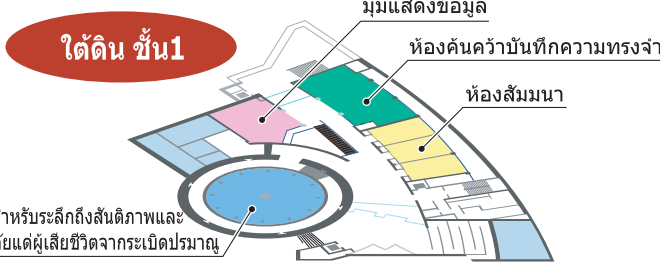 มุมแสดงข้อมูล
ใต้ดิน ชั้น1
ห้องค้นคว้าบันทึกความทรงจำ
ห้องสัมมนา
สำหรับระลึกถึงสันติภาพและ
ยแด่ผู้เสียชีวิตจากระเบิดปรมาณู